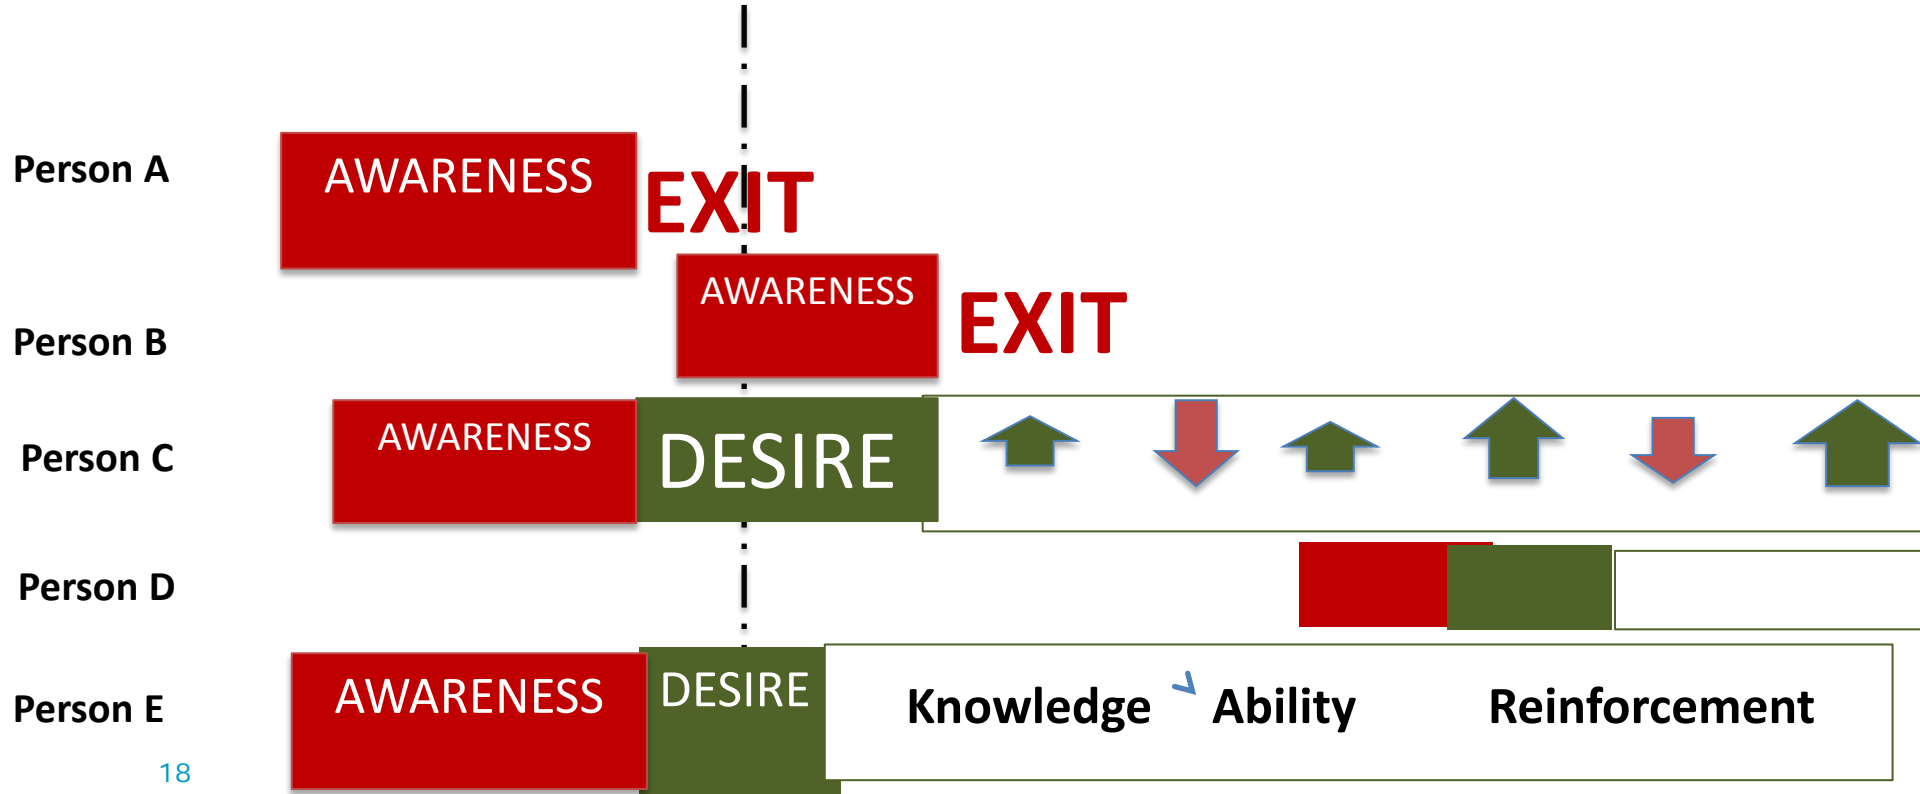 Person A
AWARENESS
EXIT
Person B
AWARENESS
EXIT
Person C
AWARENESS
DESIRE
Person D
Person E
AWARENESS
DESIRE
Knowledge Ability Reinforcement
18